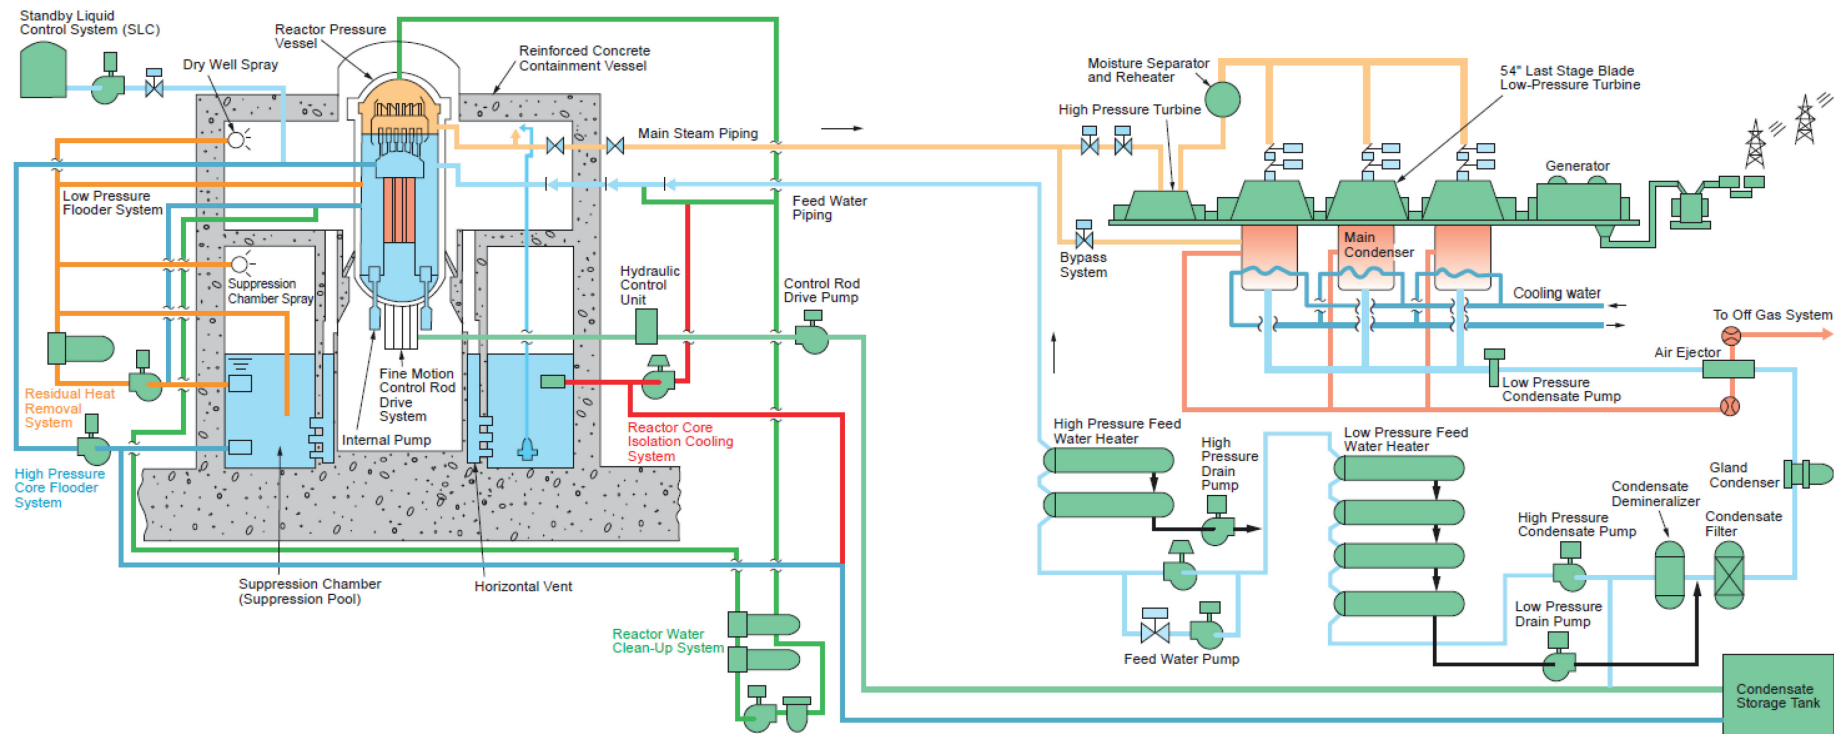 Standby Liquid
Control System (SLC)
Reactor Pressure
Vessel
Dry Well Spray
Reinforced Concrete
Containment Vessel
Main Steam Piping
Low Pressure
Flooder System
Feed Water
Piping
Suppression
Chamber Spray
Hydraulic
Control
Unit
Control Rod
Drive Pump
Residual Heat
Removal
System
Fine Motion
Control Rod
Drive
System
Internal Pump
Reactor Core
Isolation Cooling
System
High Pressure
Core Flooder
System
Suppression Chamber
(Suppression Pool)
Horizontal Vent
Reactor Water
Clean-Up System
Moisture Separator
and Reheater
High Pressure Turbine
54" Last Stage Blade
Low-Pressure Turbine
Generator
Bypass
System
Main
Condenser
Cooling water
To Off Gas System
Air Ejector
Low Pressure
Condensate Pump
High Pressure Feed
Water Heater
High
Pressure
Drain
Pump
Low Pressure Feed
Water Heater
Gland
Condenser
Condensate
Demineralizer
Condensate
Filter
High Pressure
Condensate Pump
Low Pressure
Drain Pump
Feed Water Pump
Condensate
Storage Tank